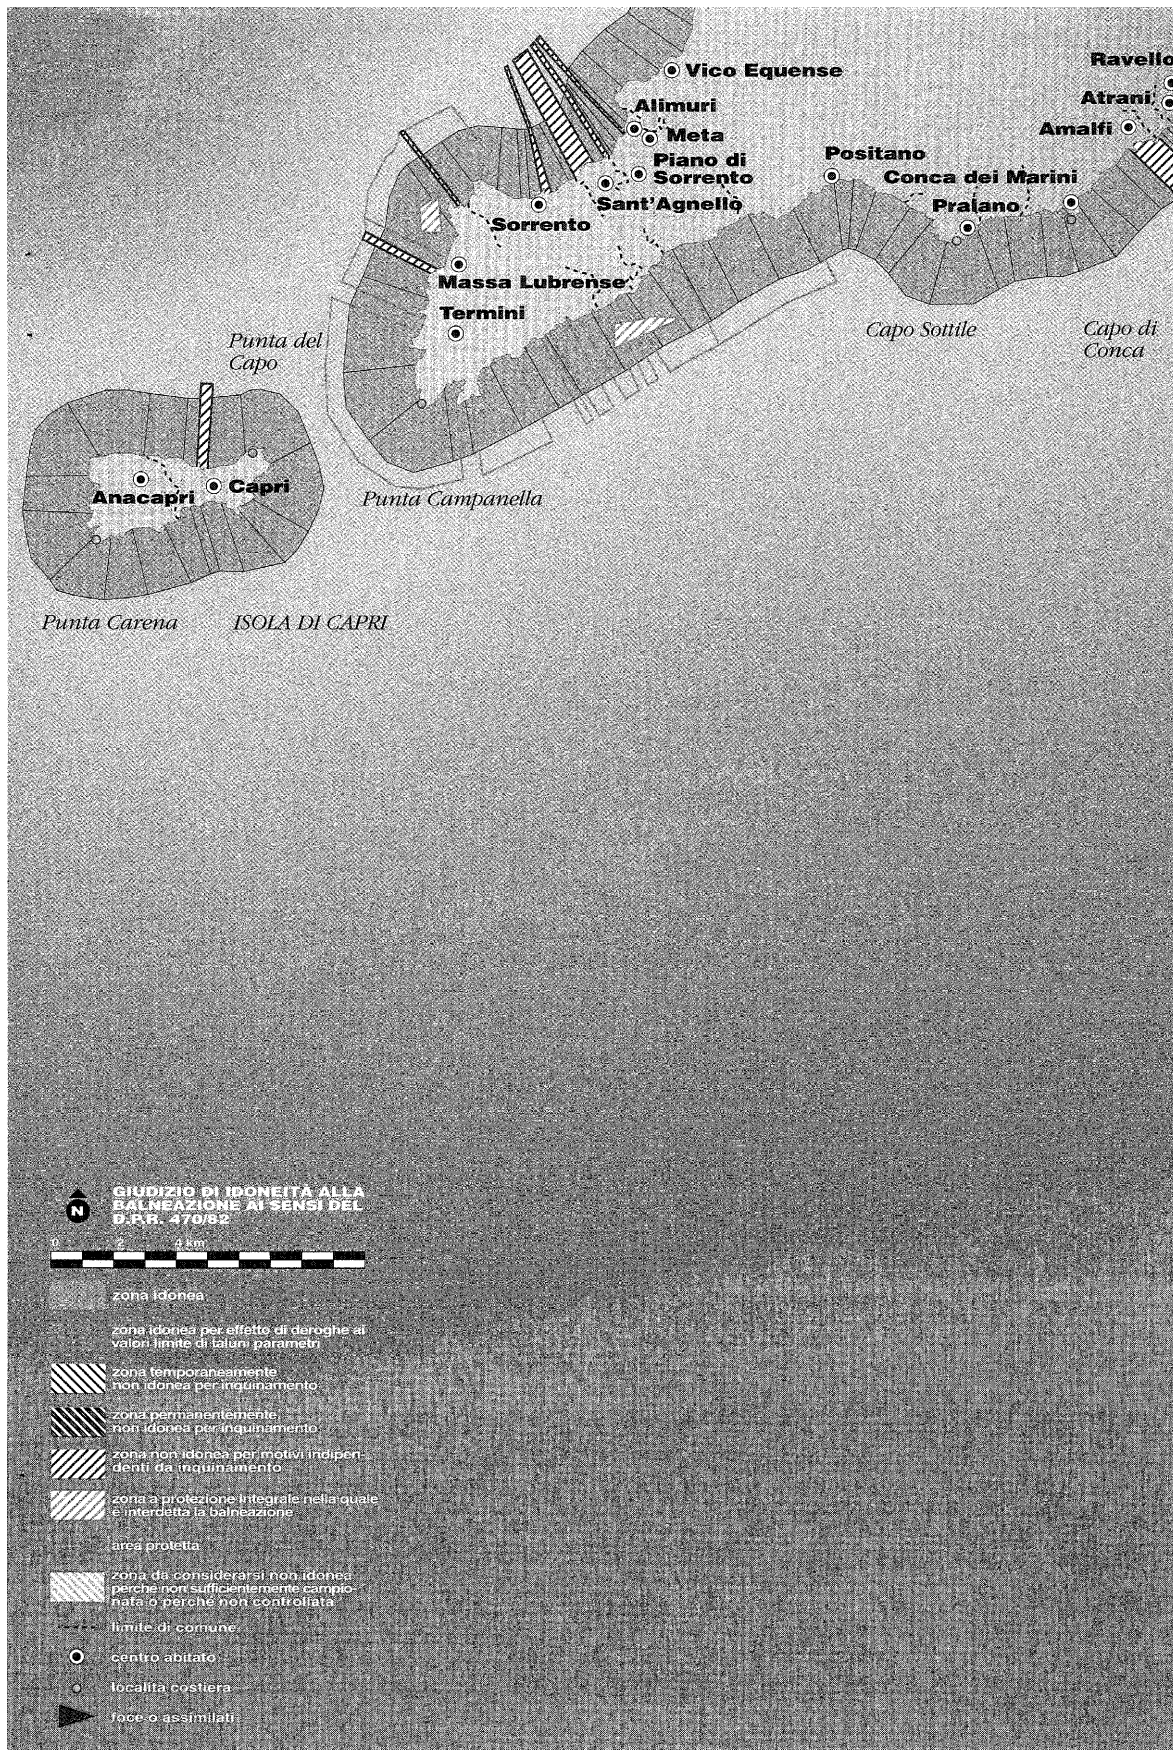 Vico Equense
Ravello
Alimuri
Atrani
Meta
Amalfi
Piano di
Sorrento
Positano
Conca dei Marini
Sant'Agnello
Praiano
Sorrento
Massa Lubrense
Termini
Punta del
Capo
Capo Sottile
Capo di
Conca
Anacapri
Capri
Punta Campanella
Punta Carena
ISOLA DI CAPRI
GIUDIZIO DI IDONEITÀ ALLA
BALNEAZIONE AI SENSI DEL
D.P.R. 470/82
N
0 2 4 km
zona idonea
zona idonea per effetto di deroghe ai
valori limite di taluni parametri
zona temporaneamente
non idonea per inquinamento
zona permanentemente
non idonea per inquinamento
zona non idonea per motivi indipen-
denti da inquinamento
zona a protezione integrale nella quale
è interdetta la balneazione
area protetta
zona da considerarsi non idonea
perché non sufficientemente campio-
nata o perché non controllata
limite di comune
centro abitato
località costiera
foce o assimilati